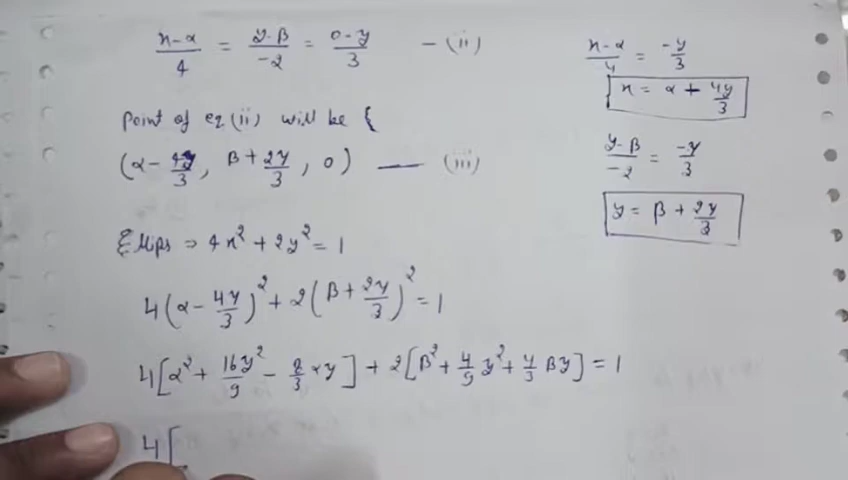 x-α/4 = y-β/-2 = 0-γ/3 - (ii)
Point of eq (ii) will be {
(α - 4γ/3, β + 2γ/3, 0) — (iii)
Ellips ⇒ 4x² + 2y² = 1
4(α - 4γ/3)² + 2(β + 2γ/3)² = 1
4[α² + 16γ²/9 - 8/3 αγ] + 2[β² + 4/9 γ² + 4/3 βγ] = 1
4[
x-α/4 = -γ/3
x = α + 4γ/3
y-β/-2 = -γ/3
y = β + 2γ/3